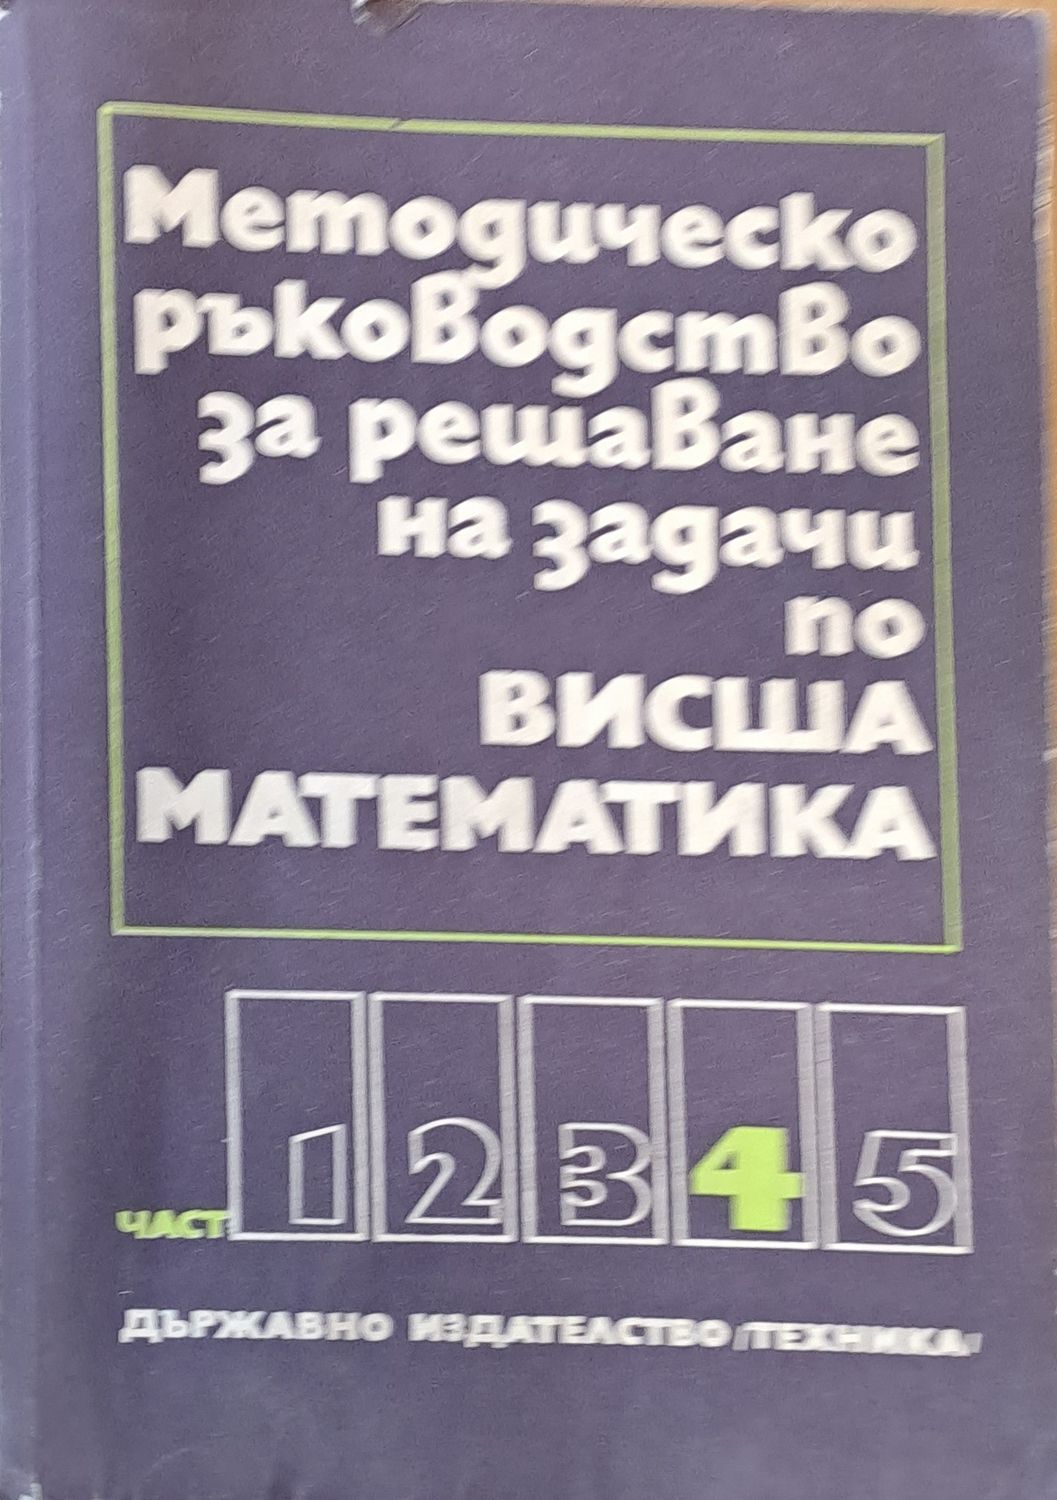 Методическо
ръководство
за решаване
на задачи
по
ВИСША
МАТЕМАТИКА
ЧАСТ 1 2 3 4 5
ДЪРЖАВНО ИЗДАТЕЛСТВО /ТЕХНИКА/